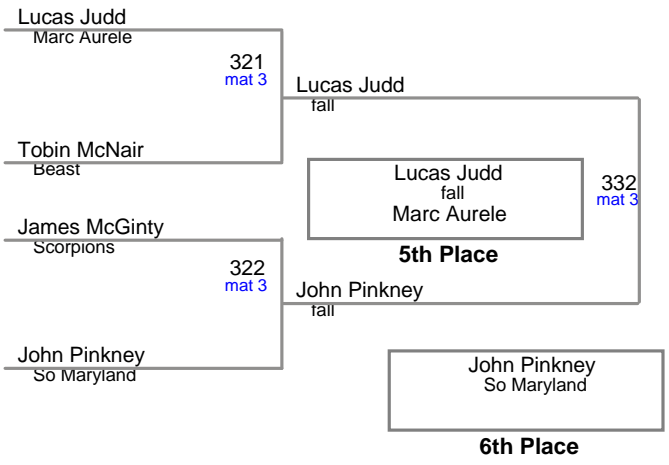 Lucas Judd
Marc Aurele
321
mat 3
Lucas Judd
fall
Tobin McNair
Beast
Lucas Judd
fall
Marc Aurele
5th Place
332
mat 3
James McGinty
Scorpions
322
mat 3
John Pinkney
fall
John Pinkney
So Maryland
John Pinkney
So Maryland
6th Place